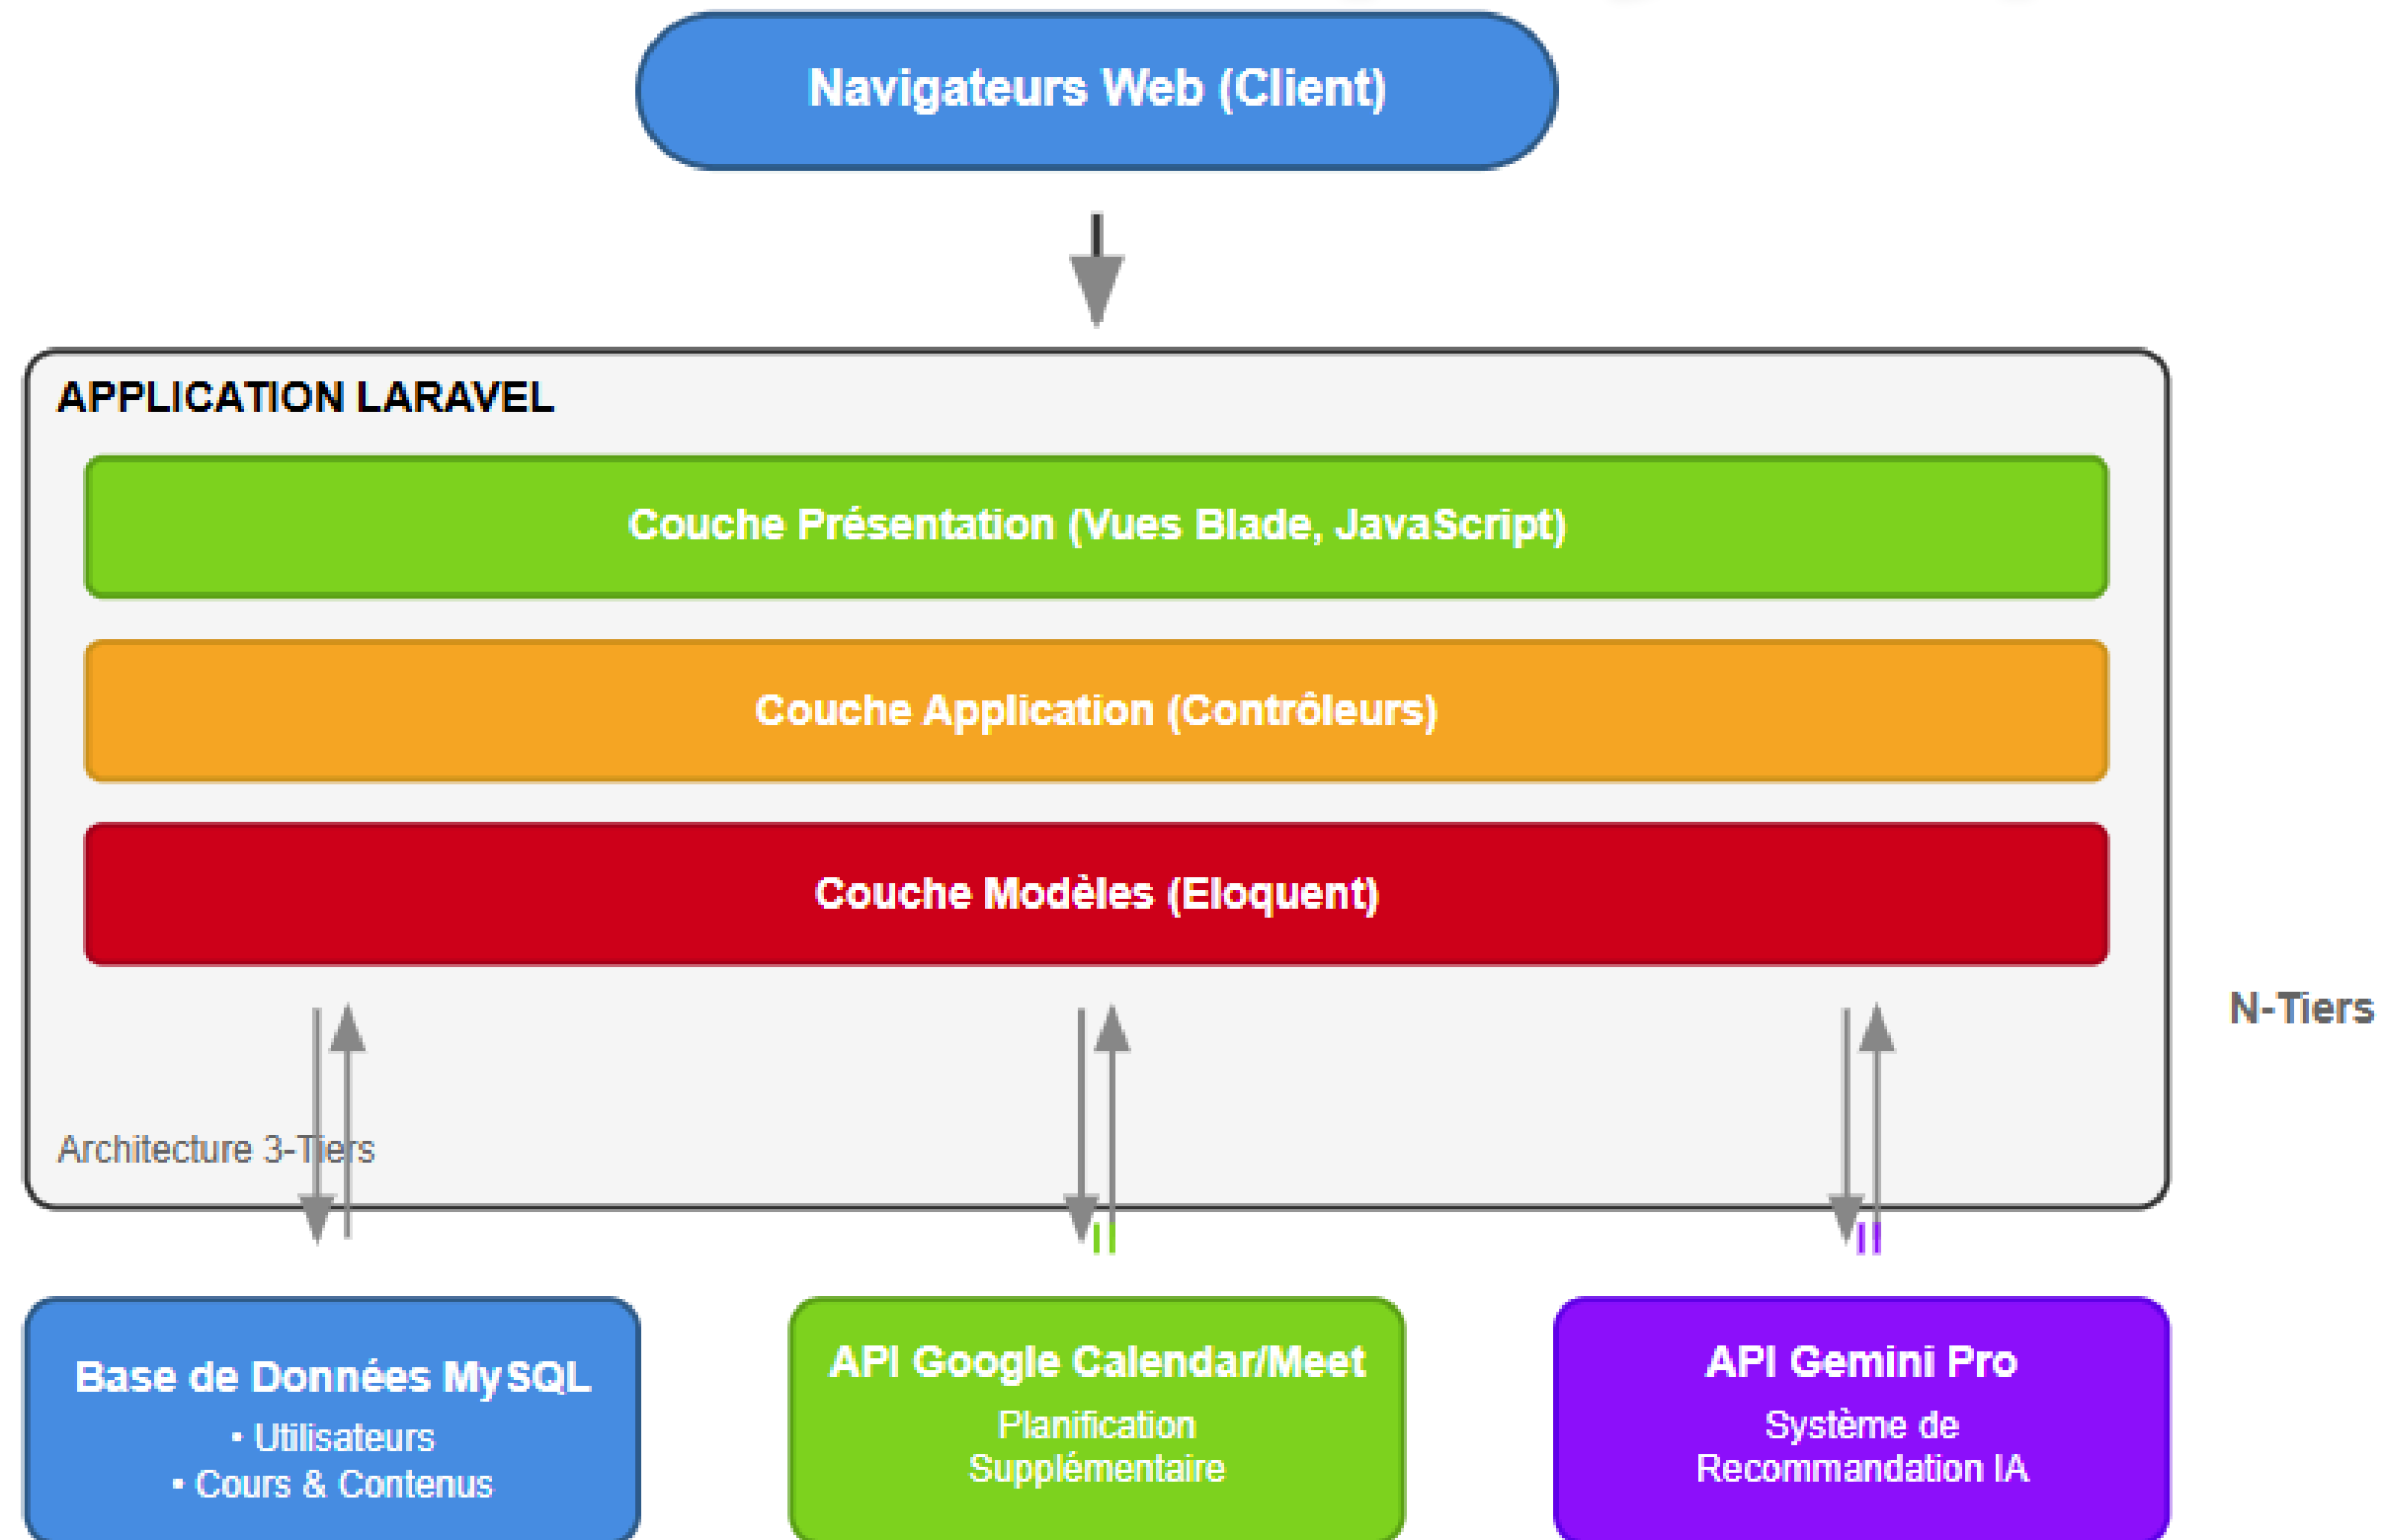 Navigateurs Web (Client)
APPLICATION LARAVEL
Couche Présentation (Vues Blade, JavaScript)
Couche Application (Contrôleurs)
Couche Modèles (Eloquent)
N-Tiers
Architecture 3-Tiers
Base de Données MySQL
• Utilisateurs
• Cours & Contenus
API Google Calendar/Meet
Planification
Supplémentaire
API Gemini Pro
Système de
Recommandation IA